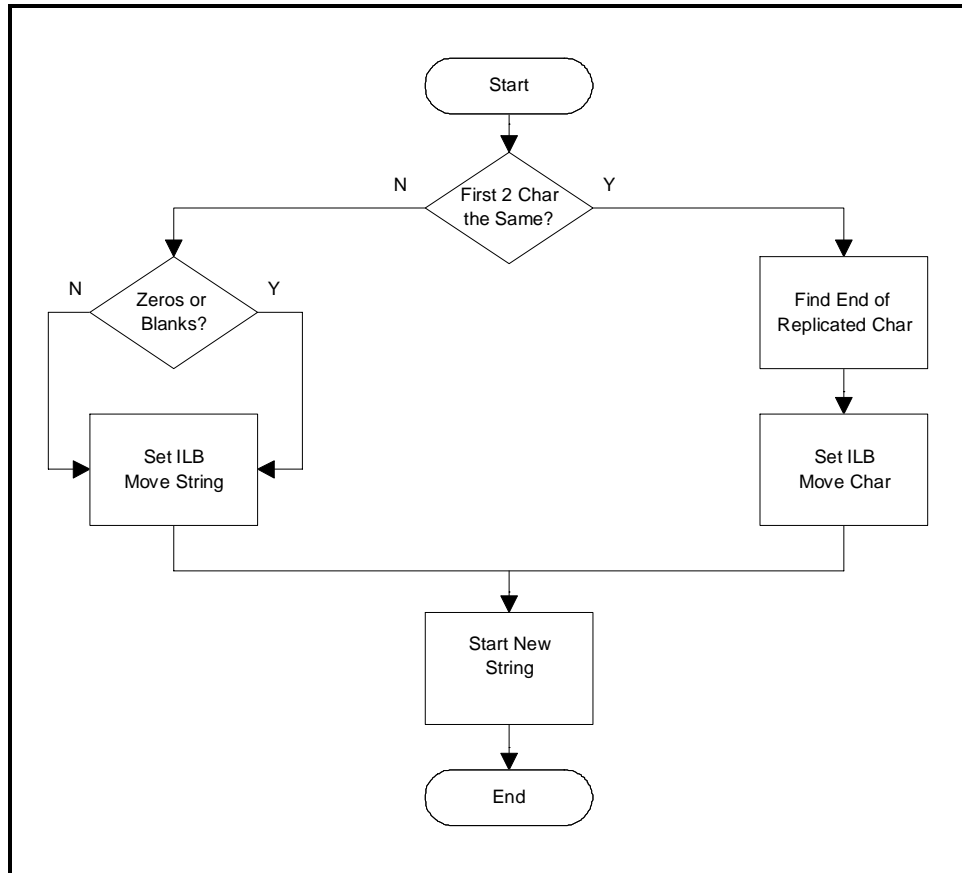 Start
First 2 Char
the Same?
N
Y
Zeros or
Blanks?
N
Y
Find End of
Replicated Char
Set ILB
Move String
Set ILB
Move Char
Start New
String
End